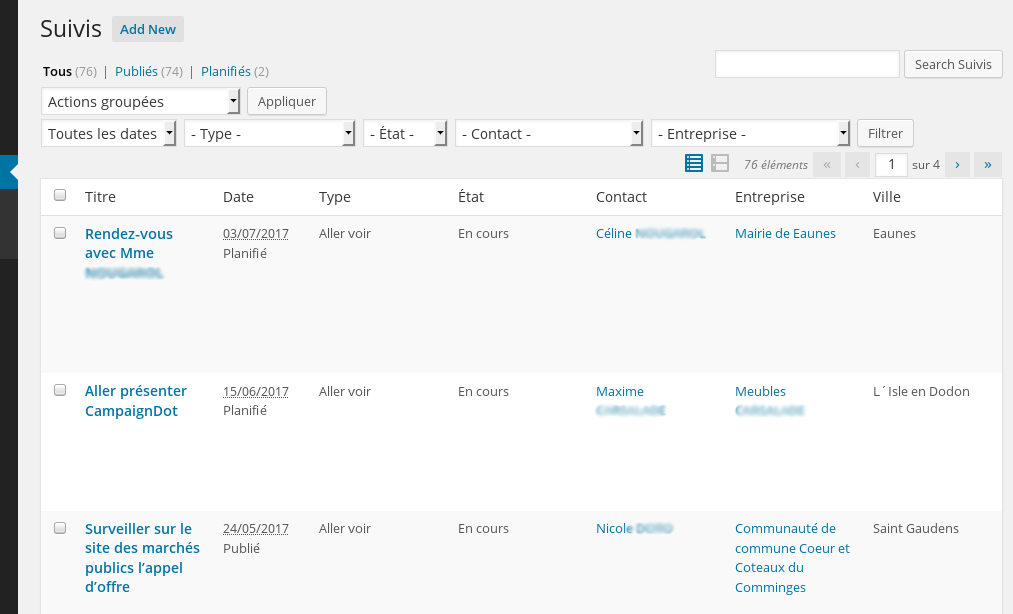 Suivis Add New
Tous (76) | Publiés (74) | Planifiés (2)
Search Suivis
Actions groupées Appliquer
Toutes les dates - Type - - État - - Contact - - Entreprise - Filtrer
76 éléments « ‹ 1 sur 4 › »
Titre Date Type État Contact Entreprise Ville
Rendez-vous 03/07/2017 Aller voir En cours Céline Mairie de Eaunes Eaunes
avec Mme Planifié
Aller présenter 15/06/2017 Aller voir En cours Maxime Meubles L´Isle en Dodon
CampaignDot Planifié
Surveiller sur le 24/05/2017 Aller voir En cours Nicole Communauté de Saint Gaudens
site des marchés Publié commune Coeur et
publics l’appel Coteaux du
d’offre Comminges